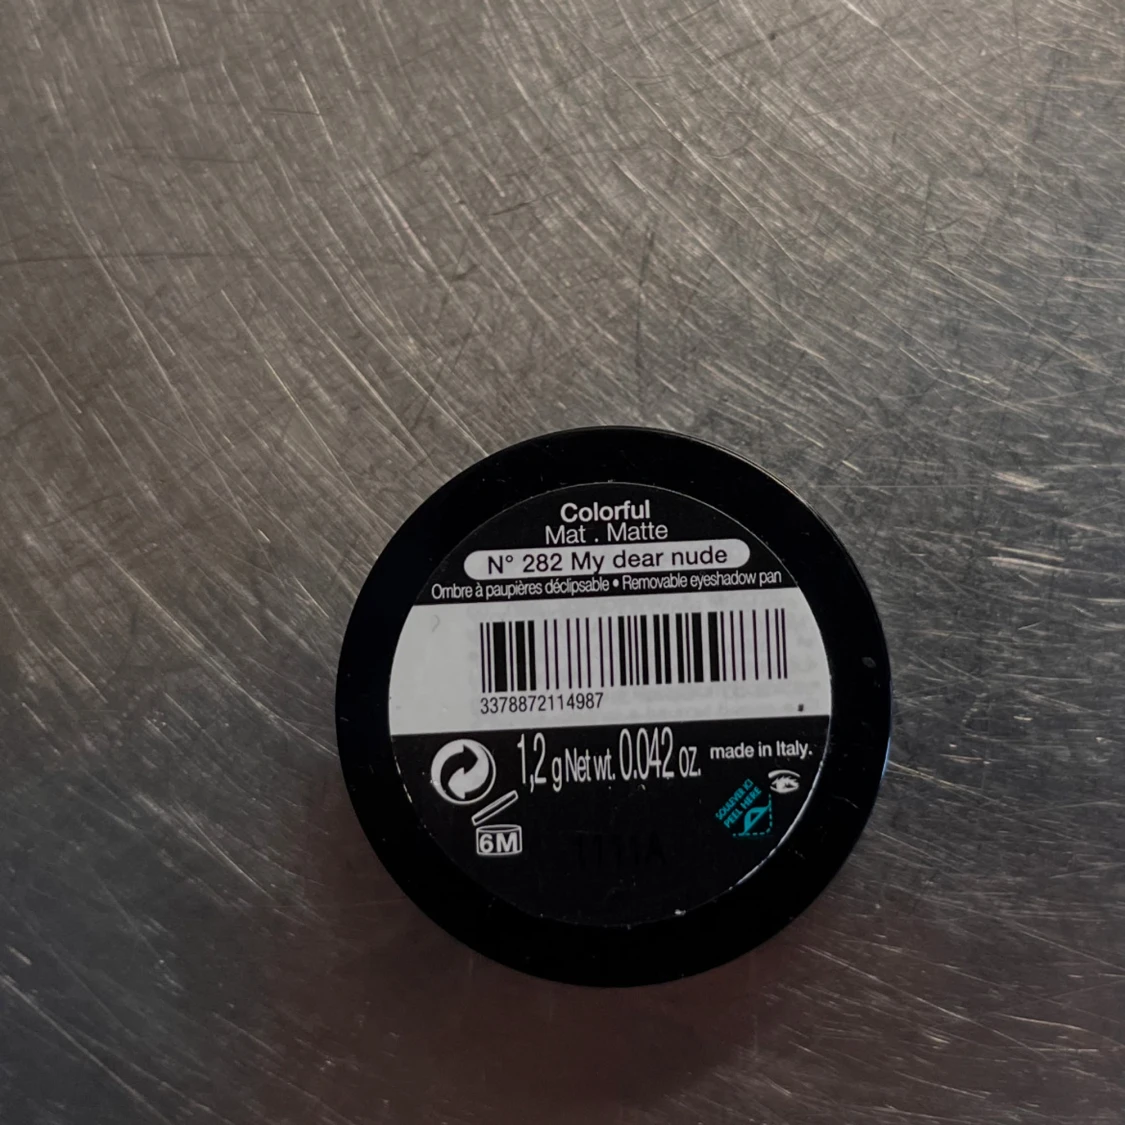 Colorful
Mat . Matte
N° 282 My dear nude
Ombre à paupières déclipsable • Removable eyeshadow pan
3378872114987
1,2 g Net wt. 0.042 oz. made in Italy.
SOULEVER ICI
PEEL HERE
6M